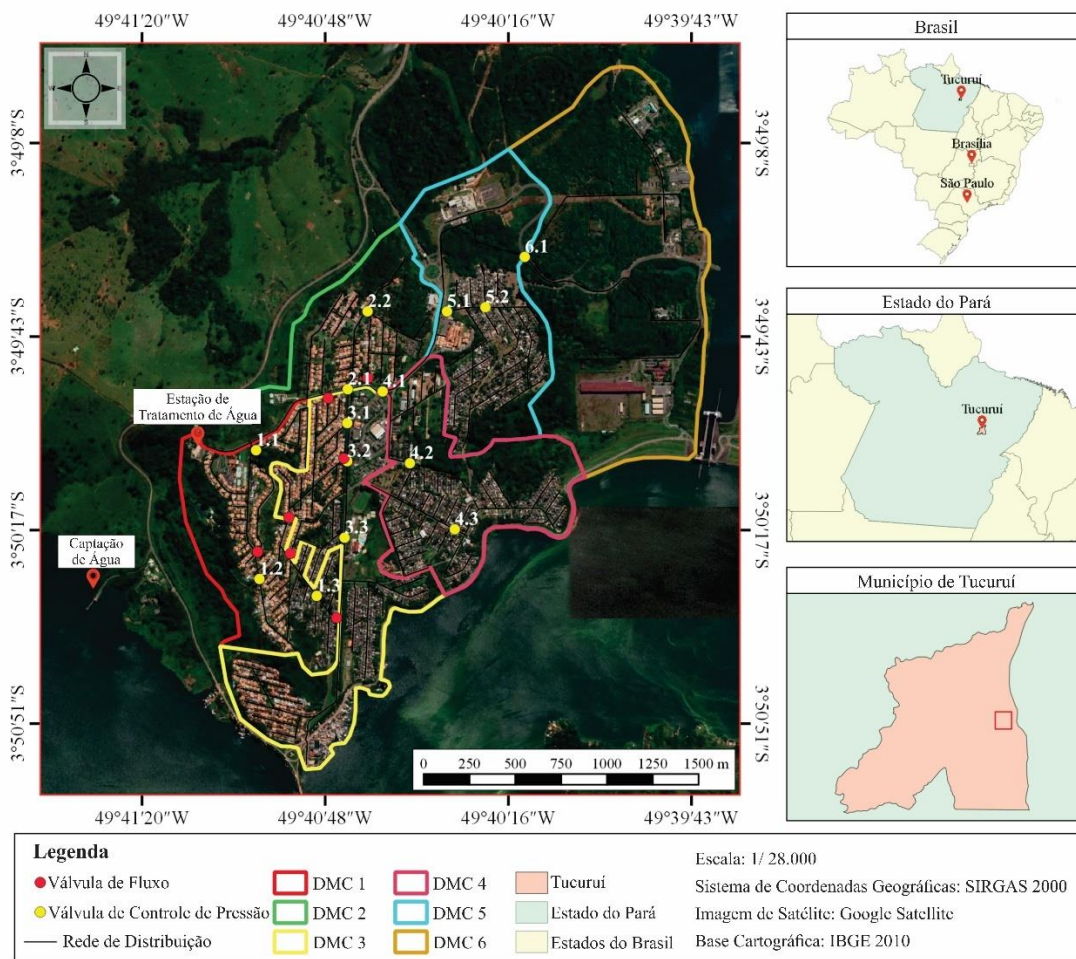 49°41'20"W
49°40'48"W
49°40'16"W
49°39'43"W
3°49'8"S
3°49'43"S
3°50'17"S
3°50'51"S
3°49'8"S
3°49'43"S
3°50'17"S
3°50'51"S
N
W
E
S
6.1
2.2
5.1
5.2
2.1
4.1
Estação de
Tratamento de Água
3.1
1.1
3.2
4.2
4.3
3.3
Captação
de Água
1.2
1.3
0 250 500 750 1000 1500 m
49°41'20"W
49°40'48"W
49°40'16"W
49°39'43"W
Brasil
Tucuruí
Brasília
São Paulo
Estado do Pará
Tucuruí
Município de Tucuruí
Legenda
Válvula de Fluxo
Válvula de Controle de Pressão
Rede de Distribuição
DMC 1
DMC 2
DMC 3
DMC 4
DMC 5
DMC 6
Tucuruí
Estado do Pará
Estados do Brasil
Escala: 1/ 28.000
Sistema de Coordenadas Geográficas: SIRGAS 2000
Imagem de Satélite: Google Satellite
Base Cartográfica: IBGE 2010